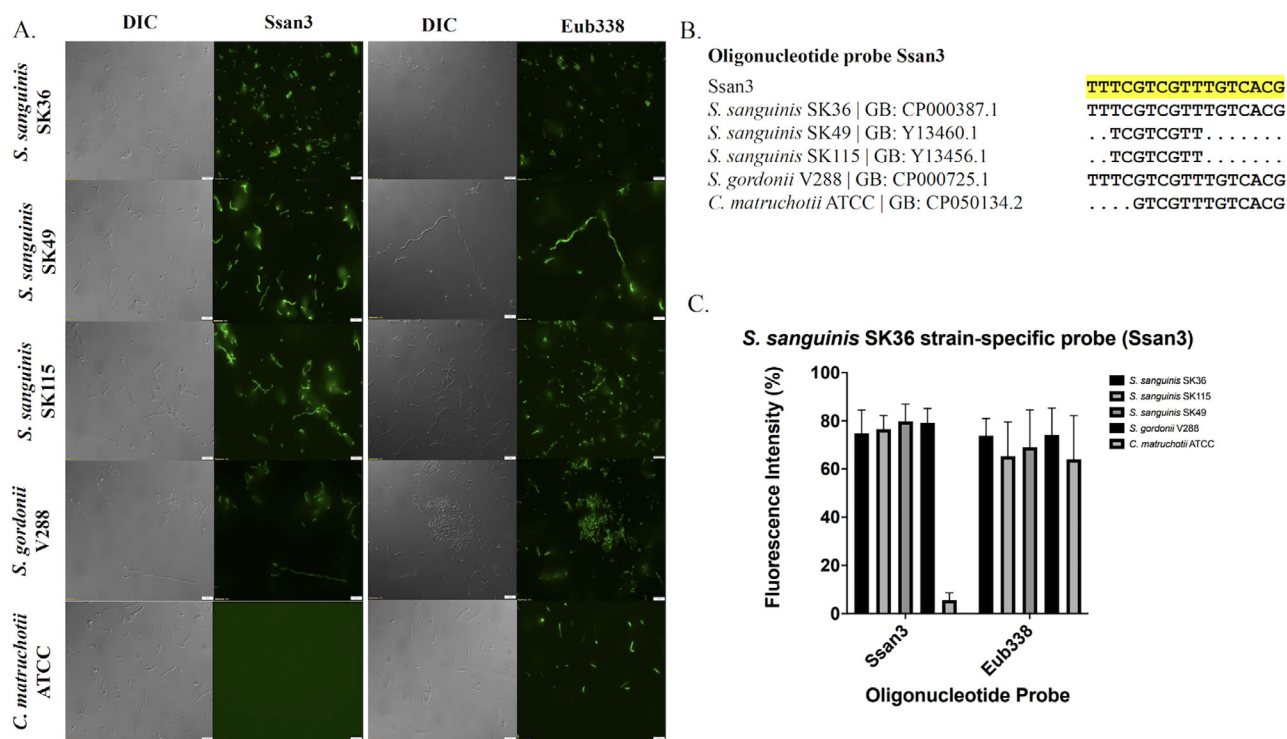 A.
DIC
Ssan3
DIC
Eub338
S. sanguinis
SK36
S. sanguinis
SK49
S. sanguinis
SK115
S. gordonii
V288
C. matruchotii
ATCC
B.
Oligonucleotide probe Ssan3
Ssan3 TTTCGTCGTTTGTCACG
S. sanguinis SK36 | GB: CP000387.1 TTTCGTCGTTTGTCACG
S. sanguinis SK49 | GB: Y13460.1 ..TCGTCGTT.......
S. sanguinis SK115 | GB: Y13456.1 ..TCGTCGTT.......
S. gordonii V288 | GB: CP000725.1 TTTCGTCGTTTGTCACG
C. matruchotii ATCC | GB: CP050134.2 ....GTCGTTTGTCACG
C.
S. sanguinis SK36 strain-specific probe (Ssan3)
Fluorescence Intensity (%)
100
80
60
40
20
0
Ssan3
Eub338
Oligonucleotide Probe
S. sanguinis SK36
S. sanguinis SK115
S. sanguinis SK49
S. gordonii V288
C. matruchotii ATCC